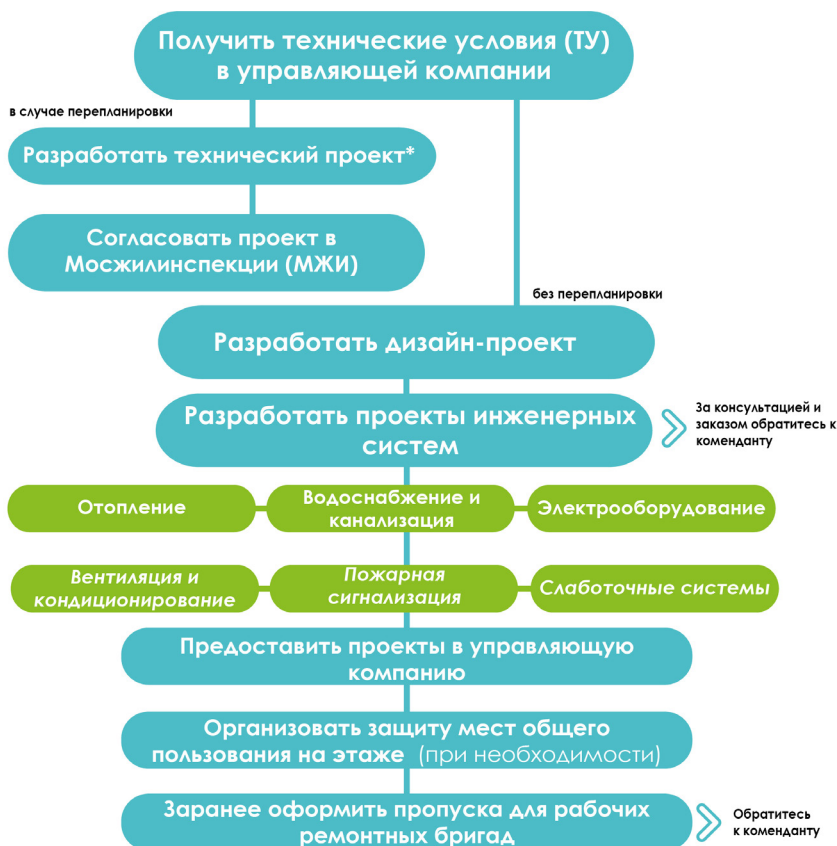 Получить технические условия (ТУ)
в управляющей компании
в случае перепланировки
Разработать технический проект*
Согласовать проект в
Мосжилинспекции (МЖИ)
без перепланировки
Разработать дизайн-проект
Разработать проекты инженерных
систем
За консультацией и
заказом обратитесь к
коменданту
Отопление
Водоснабжение и
канализация
Электрооборудование
Вентиляция и
кондиционирование
Пожарная
сигнализация
Слаботочные системы
Предоставить проекты в управляющую
компанию
Организовать защиту мест общего
пользования на этаже (при необходимости)
Заранее оформить пропуска для рабочих
ремонтных бригад
Обратитесь
к коменданту